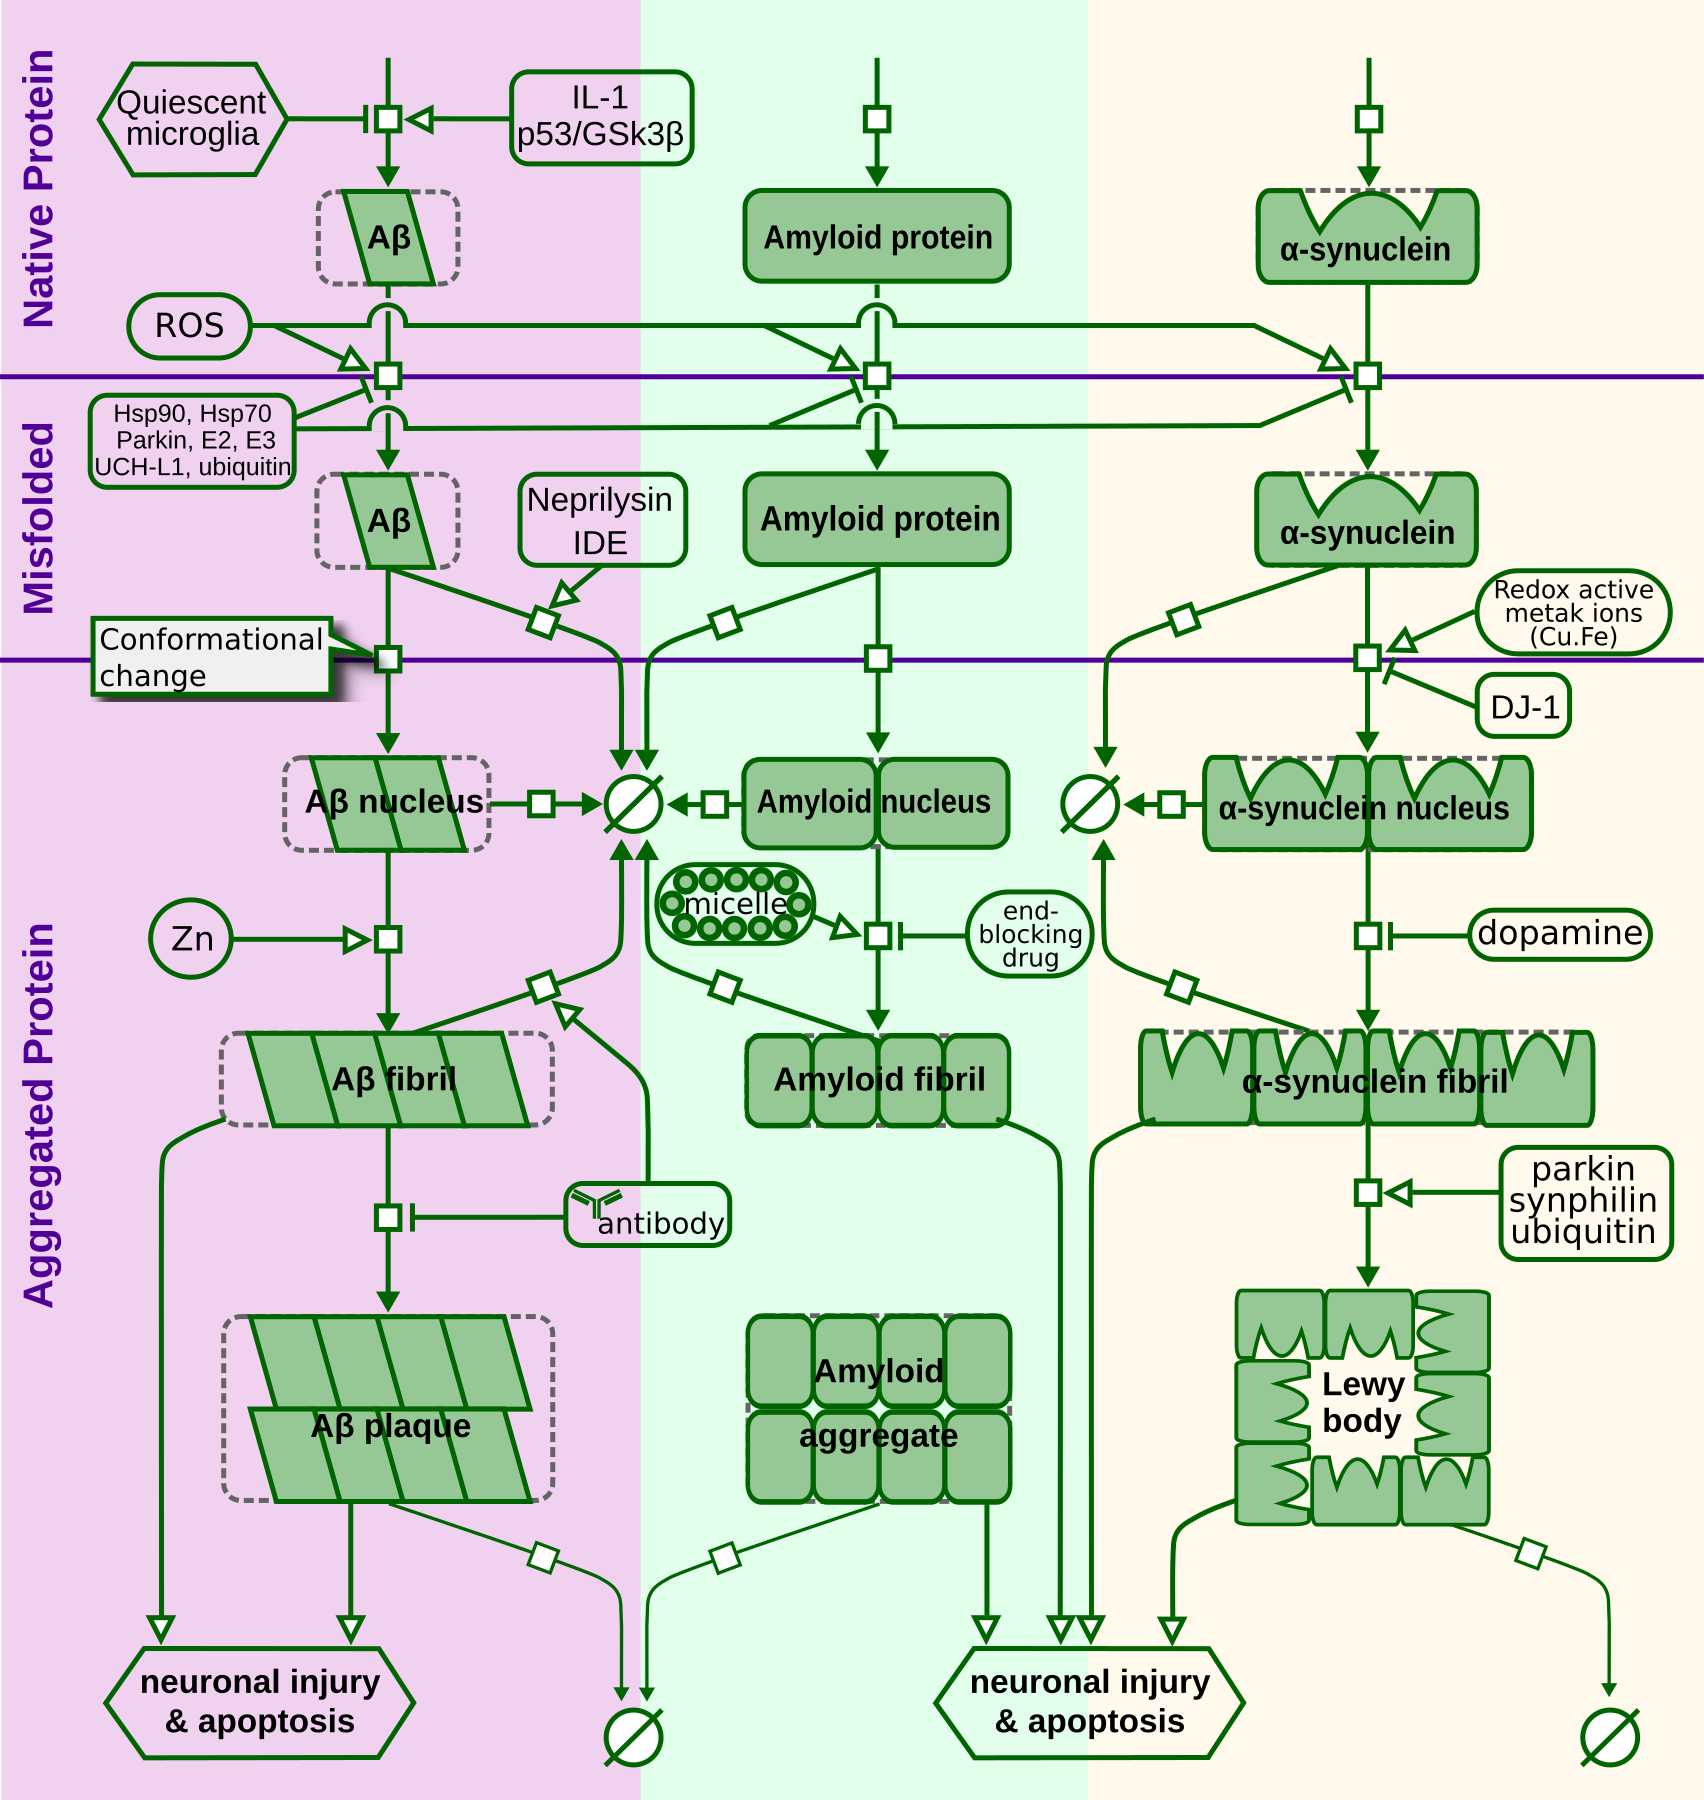 Native Protein
Misfolded
Aggregated Protein
Quiescent
microglia
IL-1
p53/GSk3β
Aβ
Amyloid protein
α-synuclein
ROS
Hsp90, Hsp70
Parkin, E2, E3
UCH-L1, ubiquitin
Aβ
Neprilysin
IDE
Amyloid protein
α-synuclein
Redox active
metak ions
(Cu.Fe)
Conformational
change
DJ-1
Aβ nucleus
Amyloid nucleus
α-synuclein nucleus
Zn
micelle
end-
blocking
drug
dopamine
Aβ fibril
Amyloid fibril
α-synuclein fibril
antibody
parkin
synphilin
ubiquitin
Aβ plaque
Amyloid
aggregate
Lewy
body
neuronal injury
& apoptosis
neuronal injury
& apoptosis